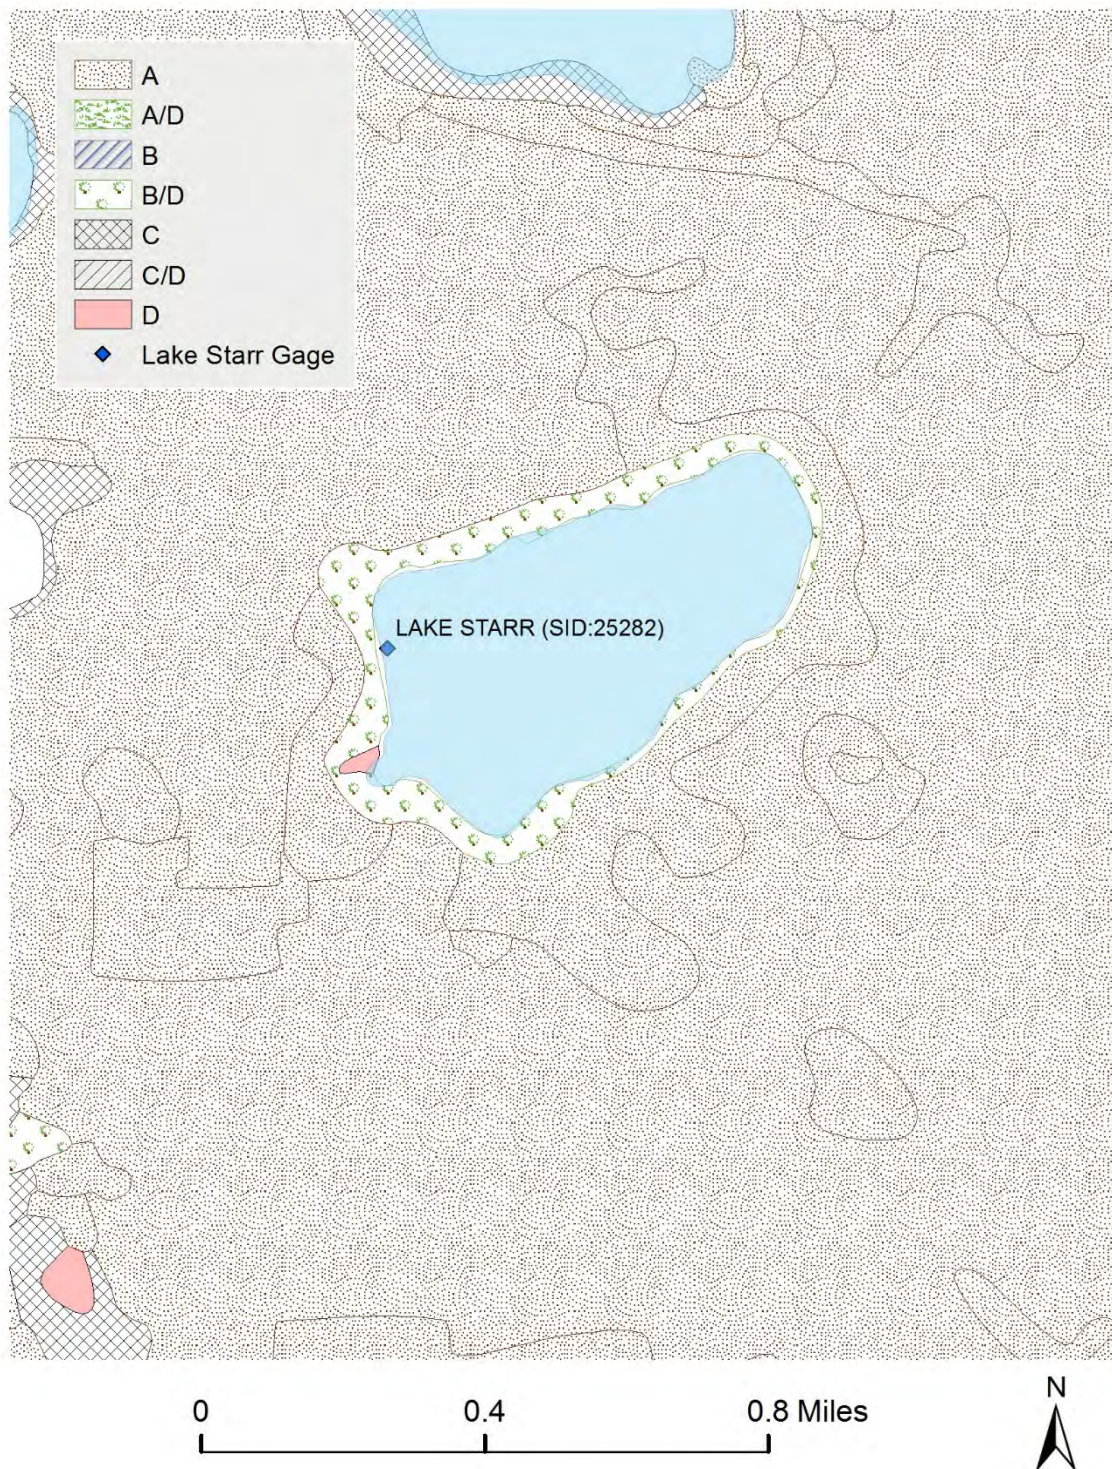 A
A/D
B
B/D
C
C/D
D
Lake Starr Gage
LAKE STARR (SID:25282)
0 0.4 0.8 Miles
N